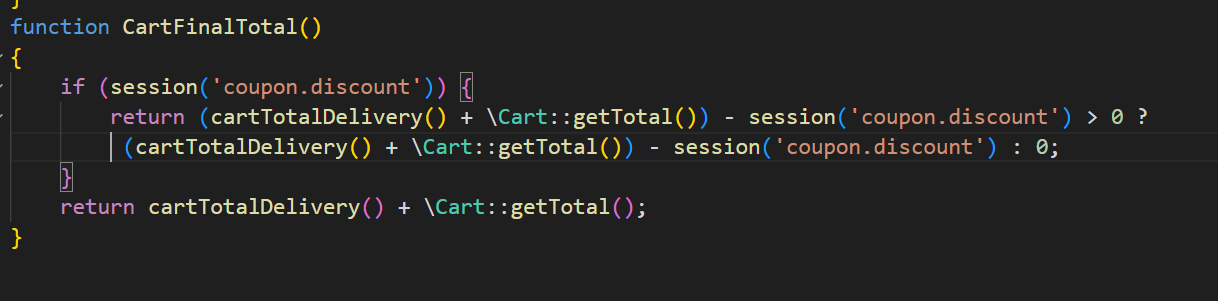 }
function CartFinalTotal()
{
if (session('coupon.discount')) {
return (cartTotalDelivery() + \Cart::getTotal()) - session('coupon.discount') > 0 ?
(cartTotalDelivery() + \Cart::getTotal()) - session('coupon.discount') : 0;
}
return cartTotalDelivery() + \Cart::getTotal();
}